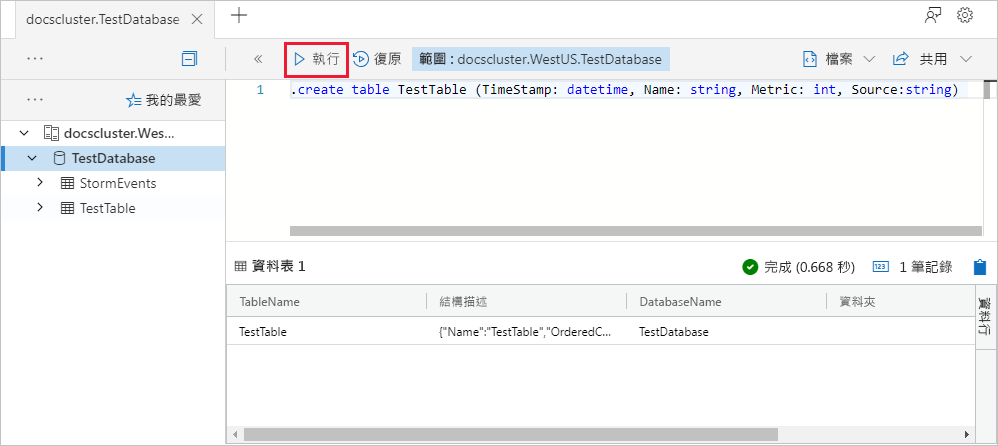 docscluster.TestDatabase
執行 復原 範圍 : docscluster.WestUS.TestDatabase 檔案 共用
我的最愛
docscluster.Wes...
TestDatabase
StormEvents
TestTable
1 .create table TestTable (TimeStamp: datetime, Name: string, Metric: int, Source:string)
資料表 1 完成 (0.668 秒) 123 1 筆記錄
TableName 結構描述 DatabaseName 資料夾
TestTable {"Name":"TestTable","OrderedC... TestDatabase
資料行